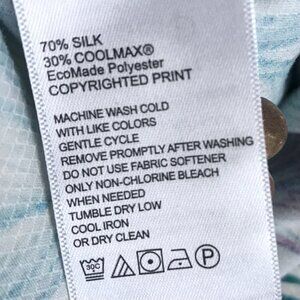 70% SILK
30% COOLMAX®
EcoMade Polyester
COPYRIGHTED PRINT
MACHINE WASH COLD
WITH LIKE COLORS
GENTLE CYCLE
REMOVE PROMPTLY AFTER WASHING
DO NOT USE FABRIC SOFTENER
ONLY NON-CHLORINE BLEACH
WHEN NEEDED
TUMBLE DRY LOW
COOL IRON
OR DRY CLEAN
30C P